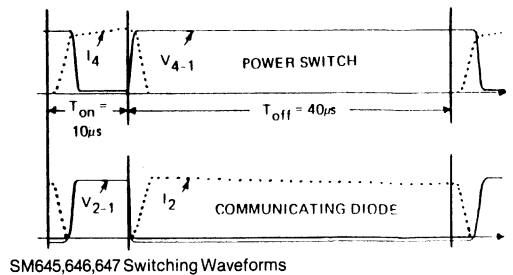 I4
V4-1
POWER SWITCH
Ton =
10µs
Toff = 40µs
V2-1
I2
COMMUNICATING DIODE
SM645,646,647 Switching Waveforms